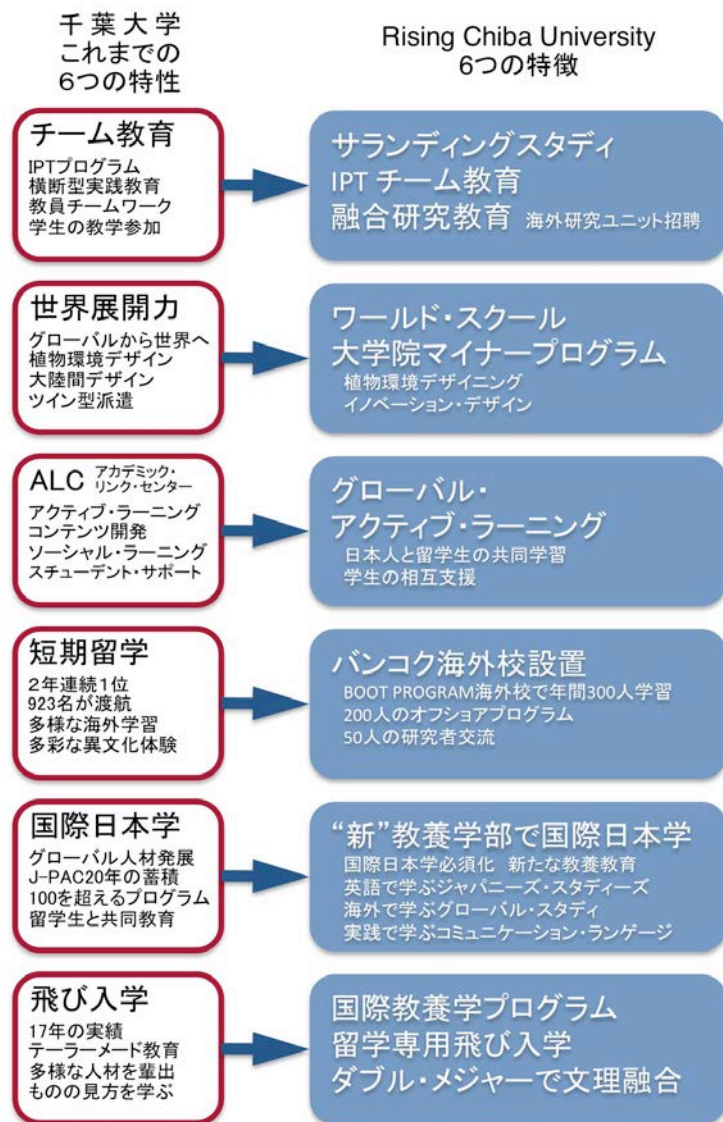 千葉大学
これまでの
6つの特性
Rising Chiba University
6つの特徴
チーム教育
IPTプログラム
横断型実践教育
教員チームワーク
学生の教学参加
サランディングスタディ
IPT チーム教育
融合研究教育 海外研究ユニット招聘
世界展開力
グローバルから世界へ
植物環境デザイン
大陸間デザイン
ツイン型派遣
ワールド・スクール
大学院マイナープログラム
植物環境デザイニング
イノベーション・デザイン
ALC アカデミック・
リンク・センター
アクティブ・ラーニング
コンテンツ開発
ソーシャル・ラーニング
スチューデント・サポート
グローバル・
アクティブ・ラーニング
日本人と留学生の共同学習
学生の相互支援
短期留学
２年連続１位
923名が渡航
多様な海外学習
多彩な異文化体験
バンコク海外校設置
BOOT PROGRAM海外校で年間300人学習
200人のオフショアプログラム
50人の研究者交流
国際日本学
グローバル人材発展
J-PAC20年の蓄積
100を超えるプログラム
留学生と共同教育
“新”教養学部で国際日本学
国際日本学必須化 新たな教養教育
英語で学ぶジャパニーズ・スタディーズ
海外で学ぶグローバル・スタディ
実践で学ぶコミュニケーション・ランゲージ
飛び入学
17年の実績
テーラーメード教育
多様な人材を輩出
ものの見方を学ぶ
国際教養学プログラム
留学専用飛び入学
ダブル・メジャーで文理融合